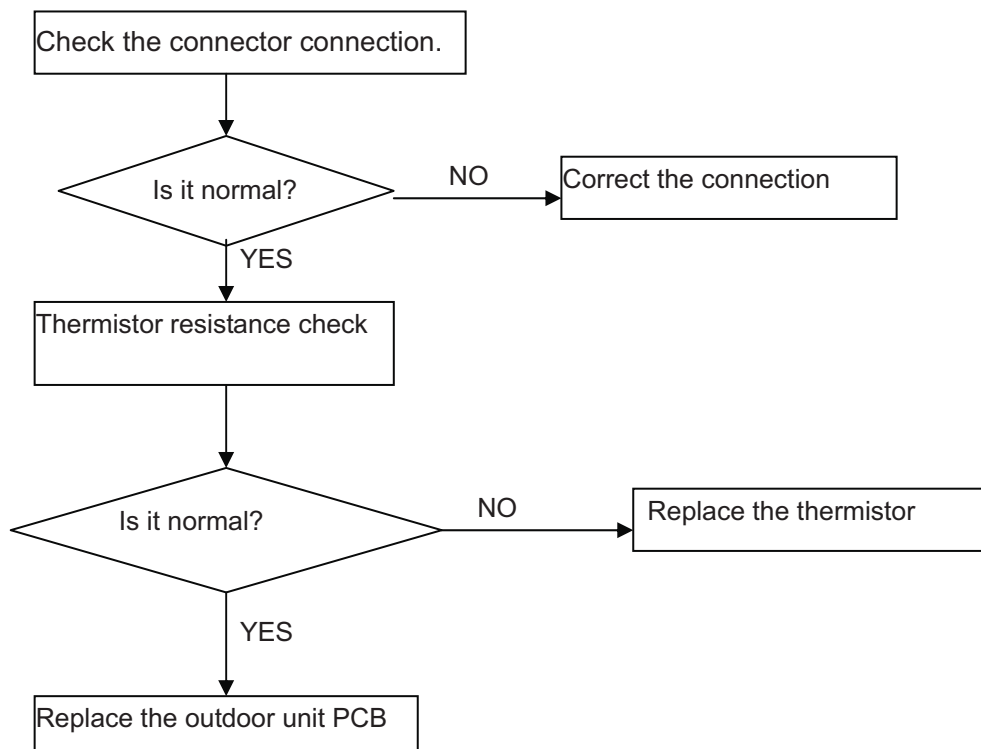 Check the connector connection.
Is it normal?
NO
Correct the connection
YES
Thermistor resistance check
Is it normal?
NO
Replace the thermistor
YES
Replace the outdoor unit PCB